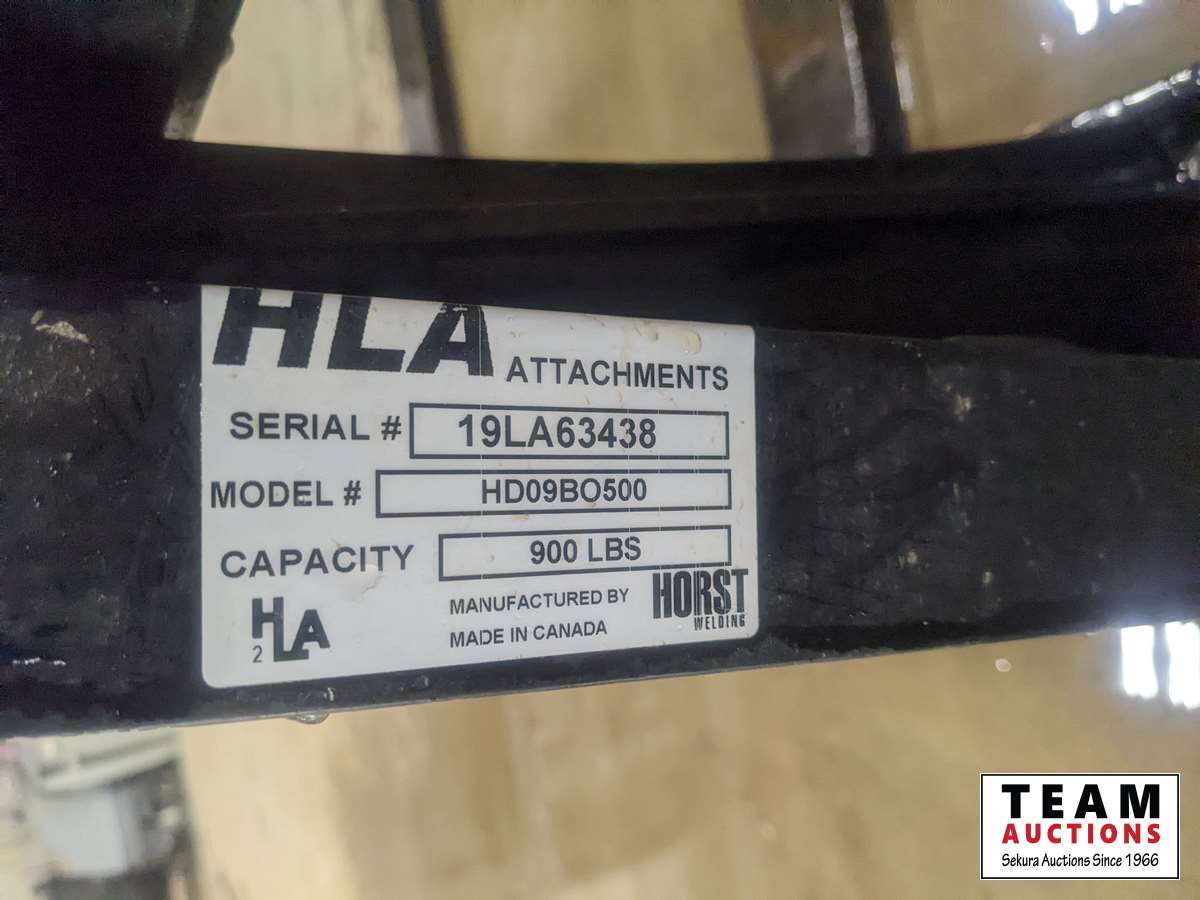 HLA ATTACHMENTS
SERIAL # 19LA63438
MODEL # HD09BO500
CAPACITY 900 LBS
HLA
2
MANUFACTURED BY
MADE IN CANADA
HORST
WELDING
TEAM
AUCTIONS
Sekura Auctions Since 1966